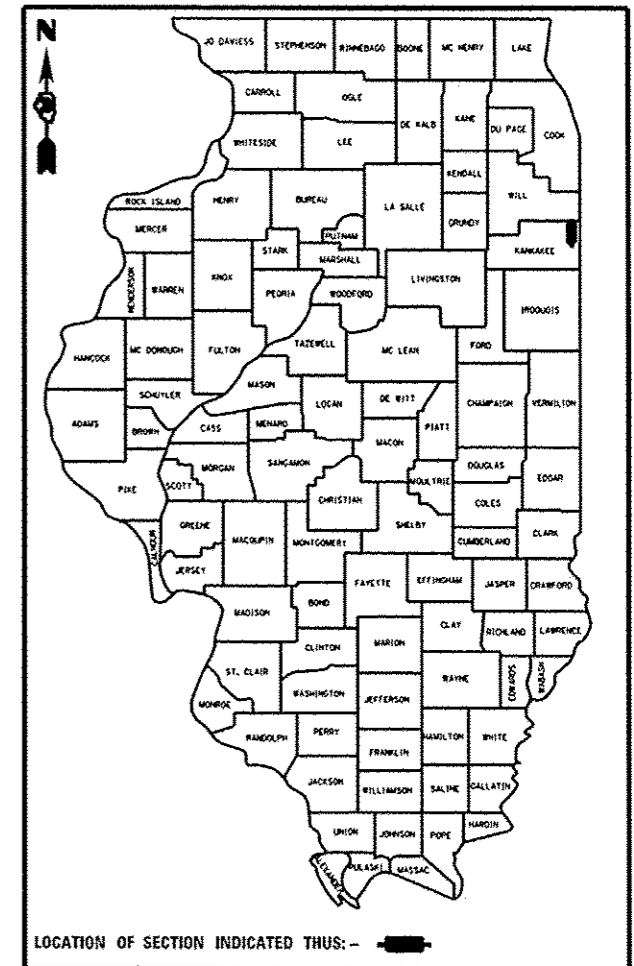 N
JO DAVIESS STEPHENSON WINNEBAGO BOONE MC HENRY LAKE
CARROLL OGLE DE KALB KANE DU PAGE COOK
WHITESIDE LEE KENDALL WILL
ROCK ISLAND HENRY BUREAU LA SALLE GRUNDY
MERCER PUTNAM KANKAKEE
HENDERSON WARREN KNOX STARK MARSHALL LIVINGSTON
PEORIA WOODFORD IROQUOIS
HANCOCK MC DONOUGH FULTON TAZEWELL MC LEAN FORD
MASON
ADAMS SCHUYLER LOGAN DE WITT CHAMPAIGN VERMILION
BROWN CASS MENARD MACON PIATT
PIKE SCOTT MORGAN SANGAMON CHRISTIAN MOULTRIE DOUGLAS EDGAR
COLES
CALHOUN GREENE MACOUPIN MONTGOMERY SHELBY CUMBERLAND CLARK
JERSEY FAYETTE EFFINGHAM JASPER CRAWFORD
MADISON BOND
CLINTON MARION CLAY RICHLAND LAWRENCE
ST. CLAIR WASHINGTON WAYNE EDWARDS WABASH
MONROE JEFFERSON
RANDOLPH PERRY FRANKLIN HAMILTON WHITE
JACKSON WILLIAMSON SALINE GALLATIN
UNION JOHNSON POPE HARDIN
ALEXANDER PULASKI MASSAC
LOCATION OF SECTION INDICATED THUS: -